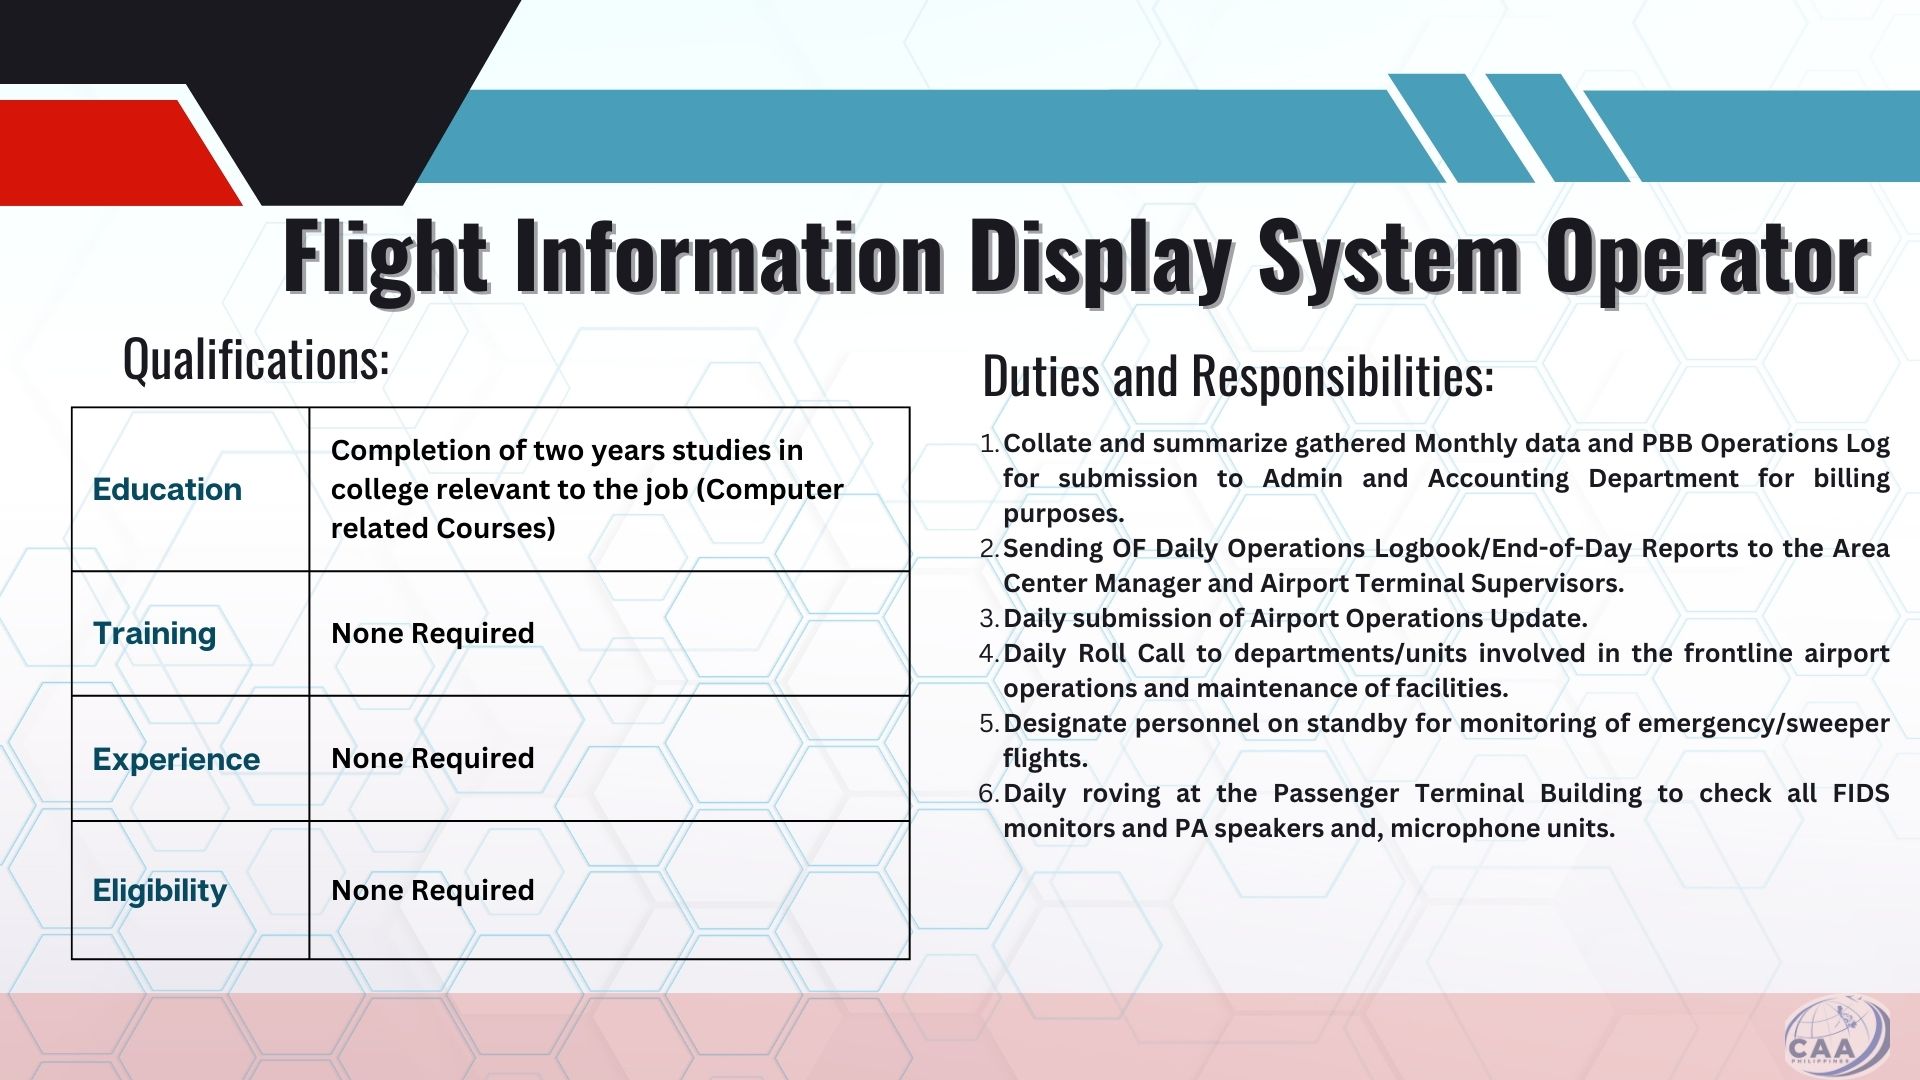 Flight Information Display System Operator
Qualifications:
Education
Completion of two years studies in
college relevant to the job (Computer
related Courses)
Training
None Required
Experience
None Required
Eligibility
None Required
Duties and Responsibilities:
1. Collate and summarize gathered Monthly data and PBB Operations Log
for submission to Admin and Accounting Department for billing
purposes.
2. Sending OF Daily Operations Logbook/End-of-Day Reports to the Area
Center Manager and Airport Terminal Supervisors.
3. Daily submission of Airport Operations Update.
4. Daily Roll Call to departments/units involved in the frontline airport
operations and maintenance of facilities.
5. Designate personnel on standby for monitoring of emergency/sweeper
flights.
6. Daily roving at the Passenger Terminal Building to check all FIDS
monitors and PA speakers and, microphone units.
CAA
PHILIPPINES